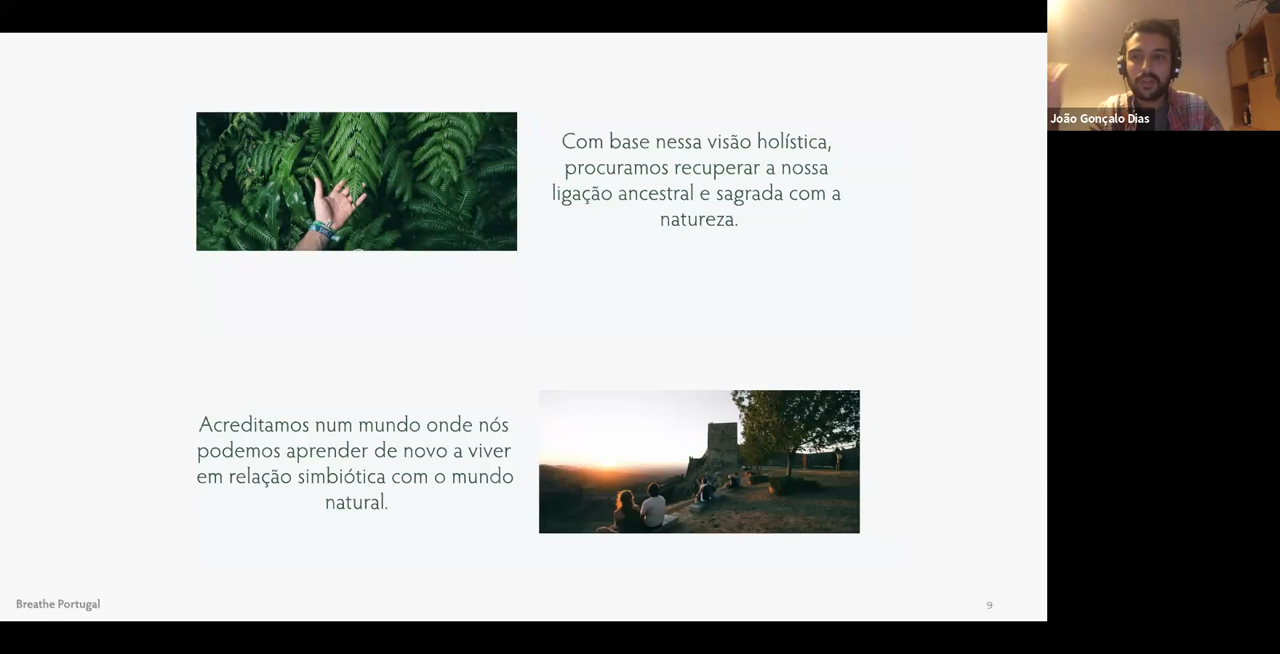 João Gonçalo Dias
Com base nessa visão holística,
procuramos recuperar a nossa
ligação ancestral e sagrada com a
natureza.
Acreditamos num mundo onde nós
podemos aprender de novo a viver
em relação simbiótica com o mundo
natural.
Breathe Portugal
9